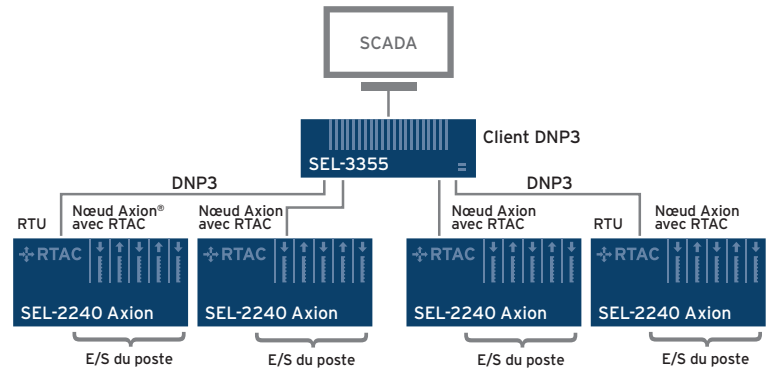 SCADA
Client DNP3
SEL-3355
DNP3
DNP3
RTU
Nœud Axion®
avec RTAC
Nœud Axion
avec RTAC
Nœud Axion
avec RTAC
RTU
Nœud Axion
avec RTAC
RTAC
RTAC
RTAC
RTAC
SEL-2240 Axion
SEL-2240 Axion
SEL-2240 Axion
SEL-2240 Axion
E/S du poste
E/S du poste
E/S du poste
E/S du poste